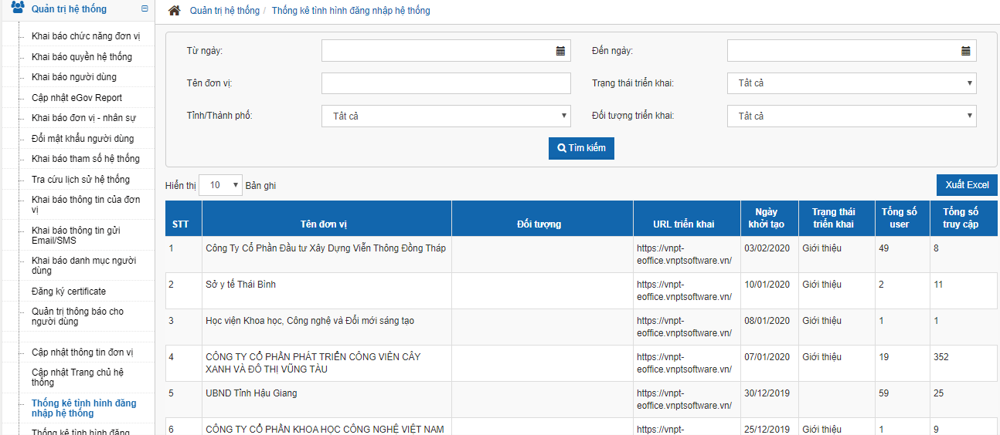 Quản trị hệ thống
Khai báo chức năng đơn vị
Khai báo quyền hệ thống
Khai báo người dùng
Cập nhật eGov Report
Khai báo đơn vị - nhân sự
Đổi mật khẩu người dùng
Khai báo tham số hệ thống
Tra cứu lịch sử hệ thống
Khai báo thông tin của đơn
vị
Khai báo thông tin gửi
Email/SMS
Khai báo danh mục người
dùng
Đăng ký certificate
Quản trị thông báo cho
người dùng
Cập nhật thông tin đơn vị
Cập nhật Trang chủ hệ
thống
Thống kê tình hình đăng
nhập hệ thống
Thống kê tình hình đăng
Quản trị hệ thống / Thống kê tình hình đăng nhập hệ thống
Từ ngày: Đến ngày:
Tên đơn vị: Trạng thái triển khai: Tất cả
Tỉnh/Thành phố: Tất cả Đối tượng triển khai: Tất cả
Tìm kiếm
Hiển thị 10 Bản ghi Xuất Excel
STT Tên đơn vị Đối tượng URL triển khai Ngày khởi tạo Trạng thái triển khai Tổng số user Tổng số truy cập
1 Công Ty Cổ Phần Đầu tư Xây Dựng Viễn Thông Đồng Tháp https://vnpt- 03/02/2020 Giới thiệu 49 8
eoffice.vnptsoftware.vn/
2 Sở y tế Thái Bình https://vnpt- 10/01/2020 Giới thiệu 2 11
eoffice.vnptsoftware.vn/
3 Học viện Khoa học, Công nghệ và Đổi mới sáng tạo https://vnpt- 08/01/2020 Giới thiệu 1 1
eoffice.vnptsoftware.vn/
4 CÔNG TY CỔ PHẦN PHÁT TRIỂN CÔNG VIÊN CÂY https://vnpt- 07/01/2020 Giới thiệu 19 352
XANH VÀ ĐÔ THỊ VŨNG TÀU eoffice.vnptsoftware.vn/
5 UBND Tỉnh Hậu Giang https://vnpt- 30/12/2019 59 25
eoffice.vnptsoftware.vn/
6 CÔNG TY CỔ PHẦN KHOA HỌC CÔNG NGHỆ VIỆT NAM https://vnpt- 25/12/2019 Giới thiệu 1 9